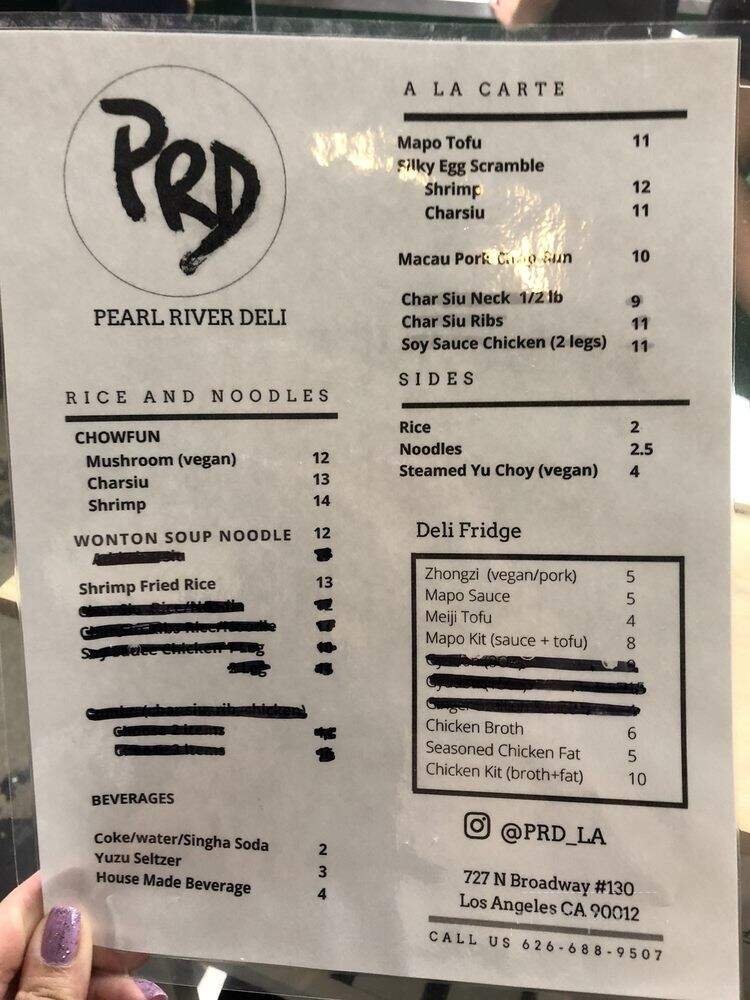 PRD
PEARL RIVER DELI
RICE AND NOODLES
CHOWFUN
Mushroom (vegan) 12
Charsiu 13
Shrimp 14
WONTON SOUP NOODLE 12
Shrimp Fried Rice 13
BEVERAGES
Coke/water/Singha Soda 2
Yuzu Seltzer 3
House Made Beverage 4
A LA CARTE
Mapo Tofu 11
Silky Egg Scramble
Shrimp 12
Charsiu 11
Macau Pork Chop Bun 10
Char Siu Neck 1/2 lb 9
Char Siu Ribs 11
Soy Sauce Chicken (2 legs) 11
SIDES
Rice 2
Noodles 2.5
Steamed Yu Choy (vegan) 4
Deli Fridge
Zhongzi (vegan/pork) 5
Mapo Sauce 5
Meiji Tofu 4
Mapo Kit (sauce + tofu) 8
Chicken Broth 6
Seasoned Chicken Fat 5
Chicken Kit (broth+fat) 10
@PRD_LA
727 N Broadway #130
Los Angeles CA 90012
CALL US 626-688-9507